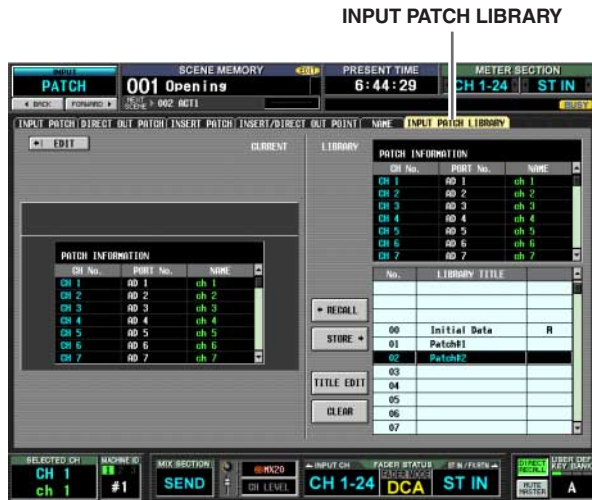 INPUT PATCH LIBRARY
INPUT
PATCH
BACK
FORWARD
SCENE MEMORY
EDIT
001 Opening
NEXT SCENE
002 ACT1
PRESENT TIME
6:44:29
METER SECTION
CH 1-24
ST IN
BUSY
INPUT PATCH
DIRECT OUT PATCH
INSERT PATCH
INSERT/DIRECT OUT POINT
NAME
INPUT PATCH LIBRARY
EDIT
CURRENT
LIBRARY
PATCH INFORMATION
CH No. PORT No. NAME
CH 1 AD 1 ch 1
CH 2 AD 2 ch 2
CH 3 AD 3 ch 3
CH 4 AD 4 ch 4
CH 5 AD 5 ch 5
CH 6 AD 6 ch 6
CH 7 AD 7 ch 7
PATCH INFORMATION
CH No. PORT No. NAME
CH 1 AD 1 ch 1
CH 2 AD 2 ch 2
CH 3 AD 3 ch 3
CH 4 AD 4 ch 4
CH 5 AD 5 ch 5
CH 6 AD 6 ch 6
CH 7 AD 7 ch 7
No. LIBRARY TITLE
00 Initial Data R
01 Patch#1
02 Patch#2
03
04
05
06
07
RECALL
STORE
TITLE EDIT
CLEAR
SELECTED CH
CH 1
ch 1
MACHINE ID
1 2 3
#1
MIX SECTION
SEND
MIX20
CH LEVEL
INPUT CH
CH 1-24
FADER STATUS
FADER MODE
DCA
ST IN/FXRTN
ST IN
DIRECT RECALL
MUTE MASTER
USER DEF KEY BANK
A